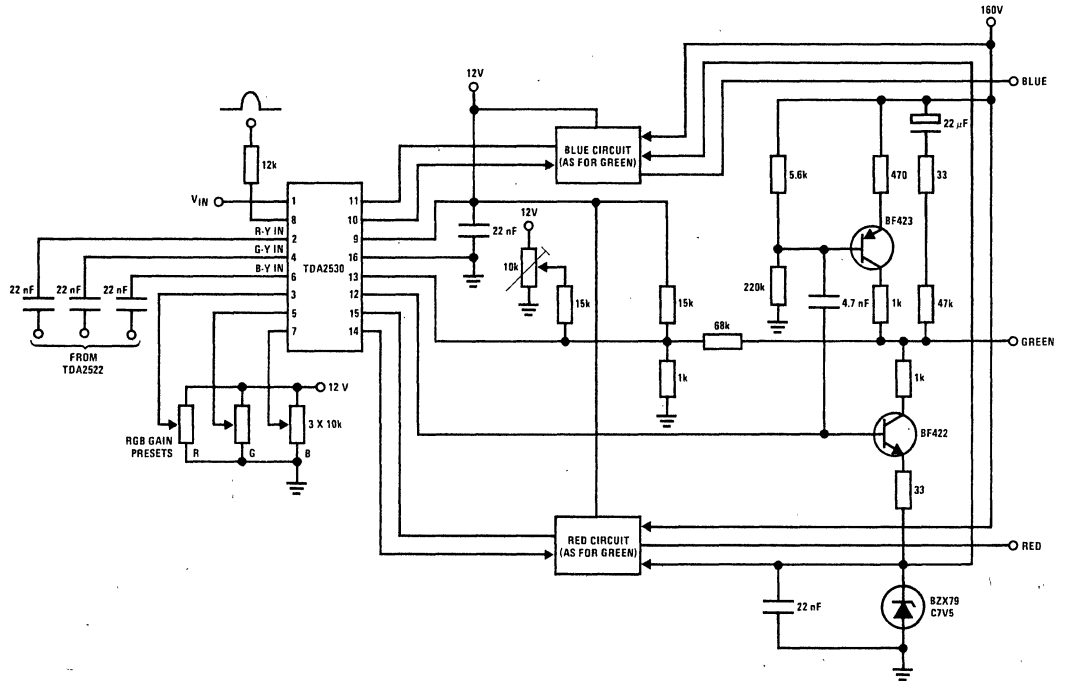 160V
12V
BLUE
22 µF
BLUE CIRCUIT
(AS FOR GREEN)
12k
5.6k
470
33
VIN
1
11
8
10
R-Y IN
2
9
22 nF
12V
BF423
G-Y IN
4
16
B-Y IN
6
TDA2530
13
10k
220k
22 nF
22 nF
22 nF
3
12
15k
15k
4.7 nF
1k
47k
5
15
7
14
68k
GREEN
FROM
TDA2522
1k
1k
12 V
3 X 10k
BF422
RGB GAIN
PRESETS
R
G
B
33
RED CIRCUIT
(AS FOR GREEN)
RED
22 nF
BZX79
C7V5